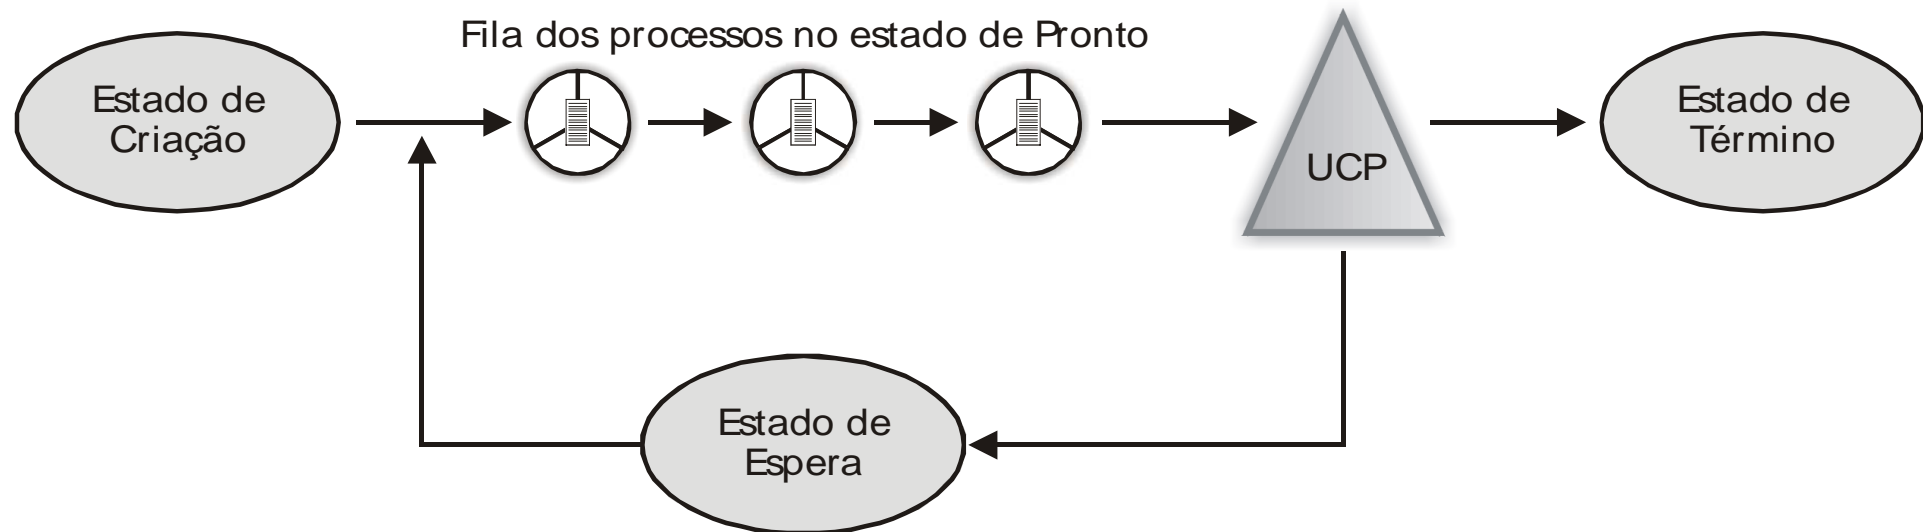 Fila dos processos no estado de Pronto
Estado de
Criação
UCP
Estado de
Término
Estado de
Espera